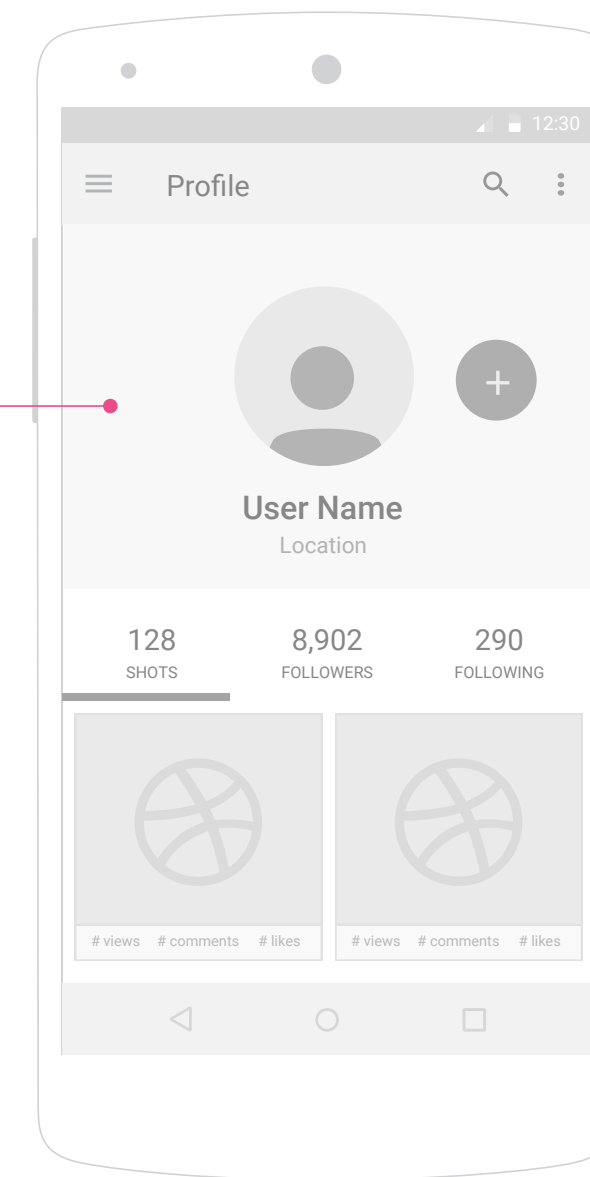 12:30
Profile
+
User Name
Location
128 8,902 290
SHOTS FOLLOWERS FOLLOWING
# views # comments # likes # views # comments # likes